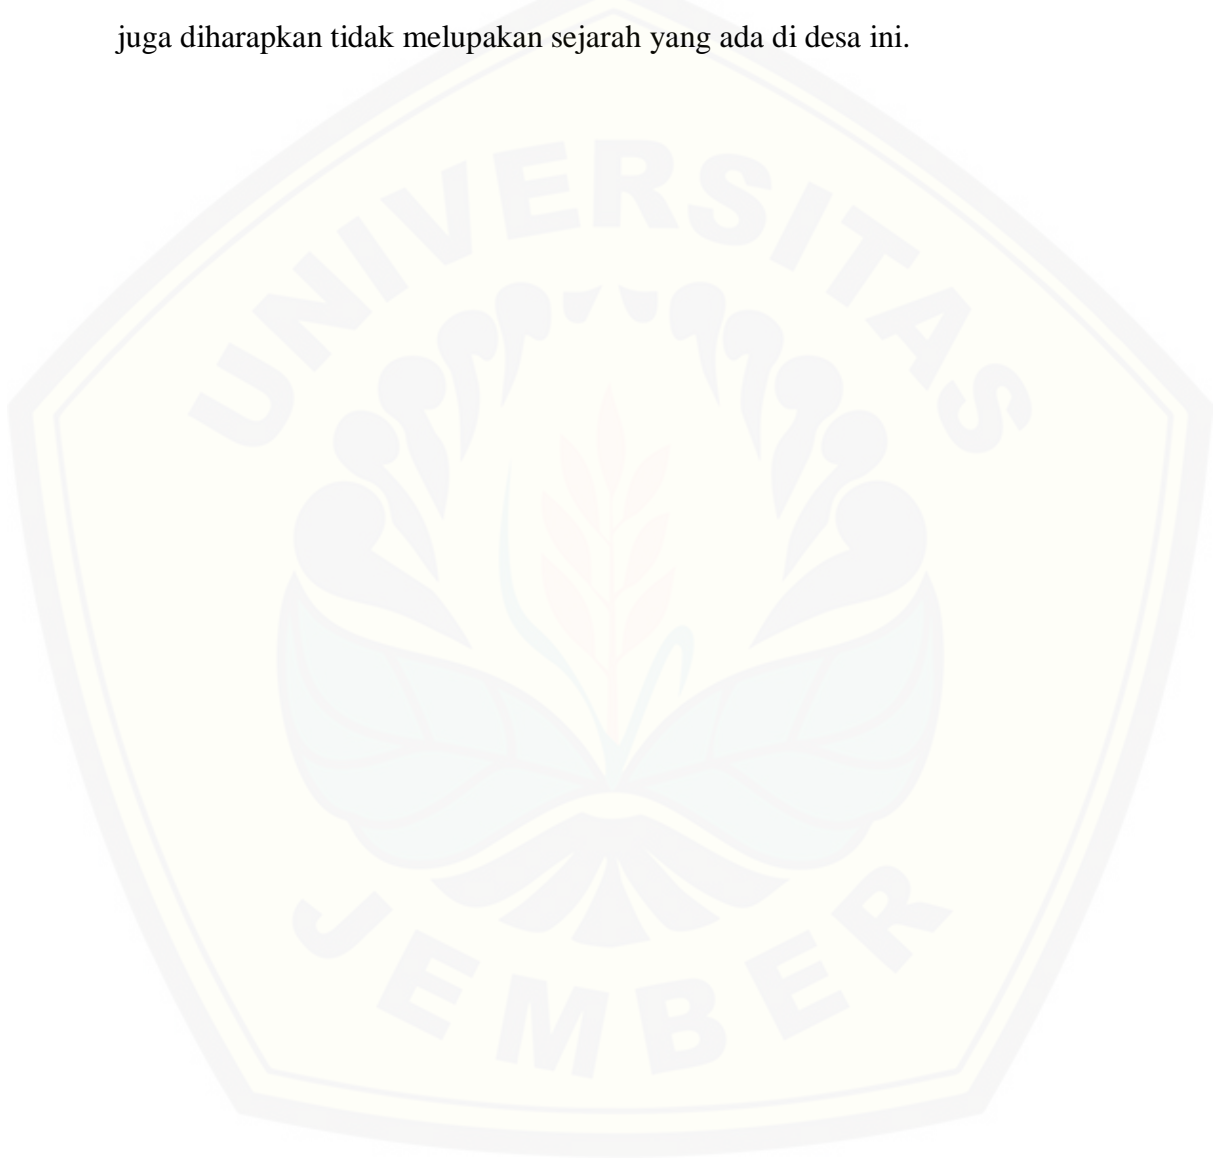 juga diharapkan tidak melupakan sejarah yang ada di desa ini.
UNIVERSITAS
JEMBER